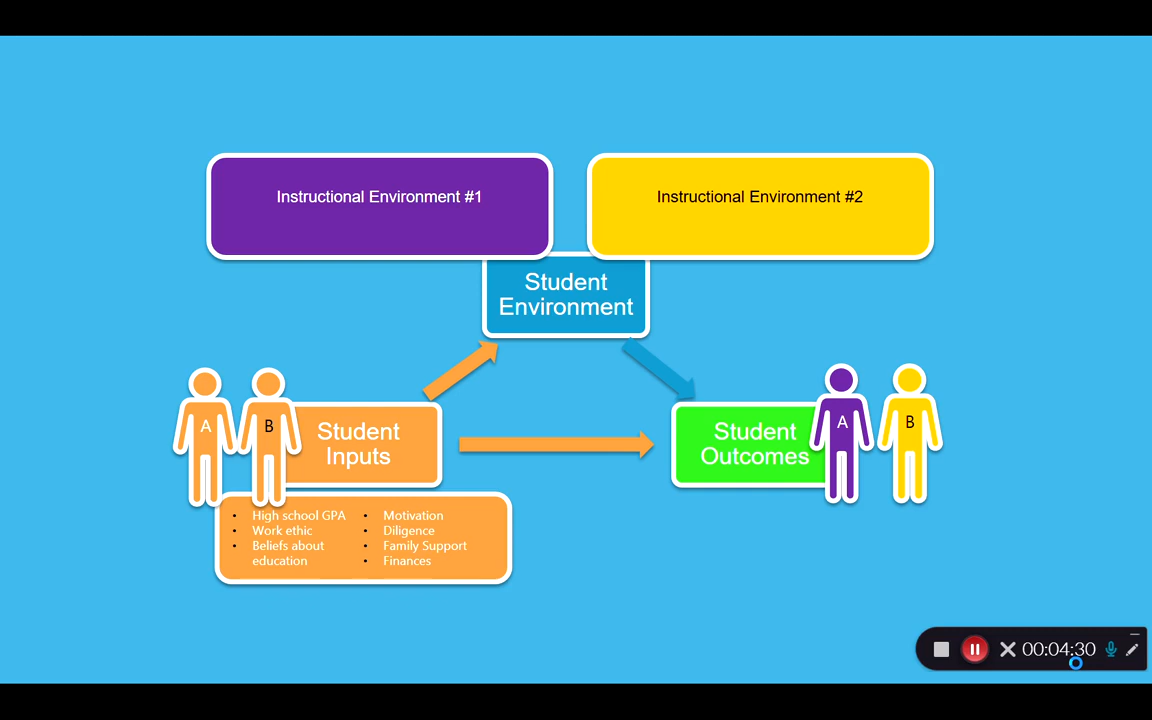 Instructional Environment #1
Instructional Environment #2
Student
Environment
A
B
Student
Inputs
Student
Outcomes
A
B
• High school GPA
• Work ethic
• Beliefs about
education
• Motivation
• Diligence
• Family Support
• Finances
00:04:30